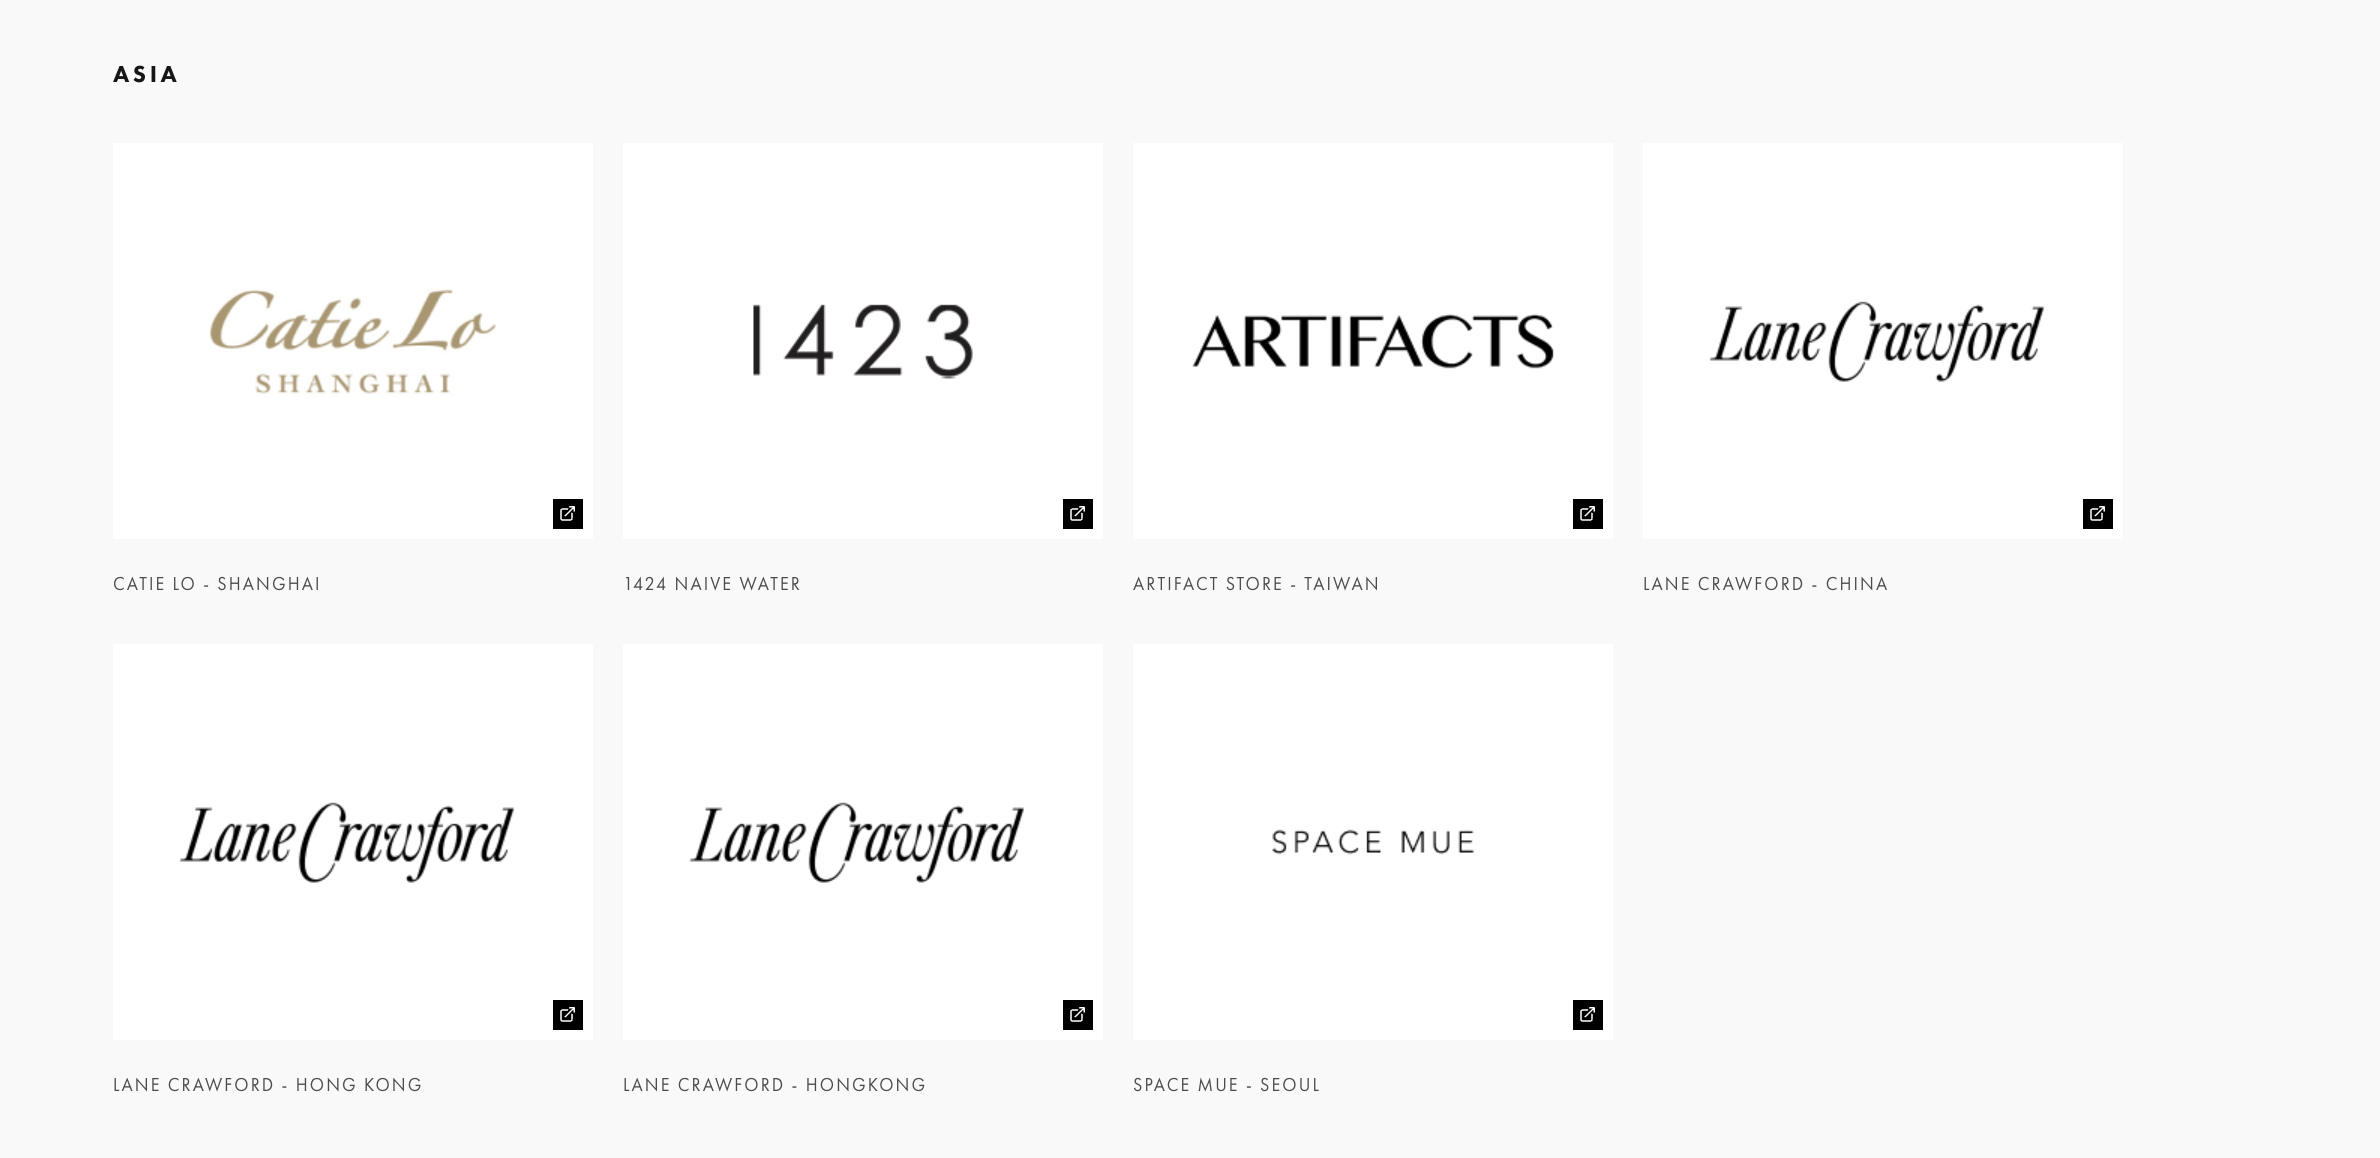 ASIA
Catie Lo
SHANGHAI
1423
ARTIFACTS
Lane Crawford
CATIE LO - SHANGHAI
1424 NAIVE WATER
ARTIFACT STORE - TAIWAN
LANE CRAWFORD - CHINA
Lane Crawford
Lane Crawford
SPACE MUE
LANE CRAWFORD - HONG KONG
LANE CRAWFORD - HONGKONG
SPACE MUE - SEOUL